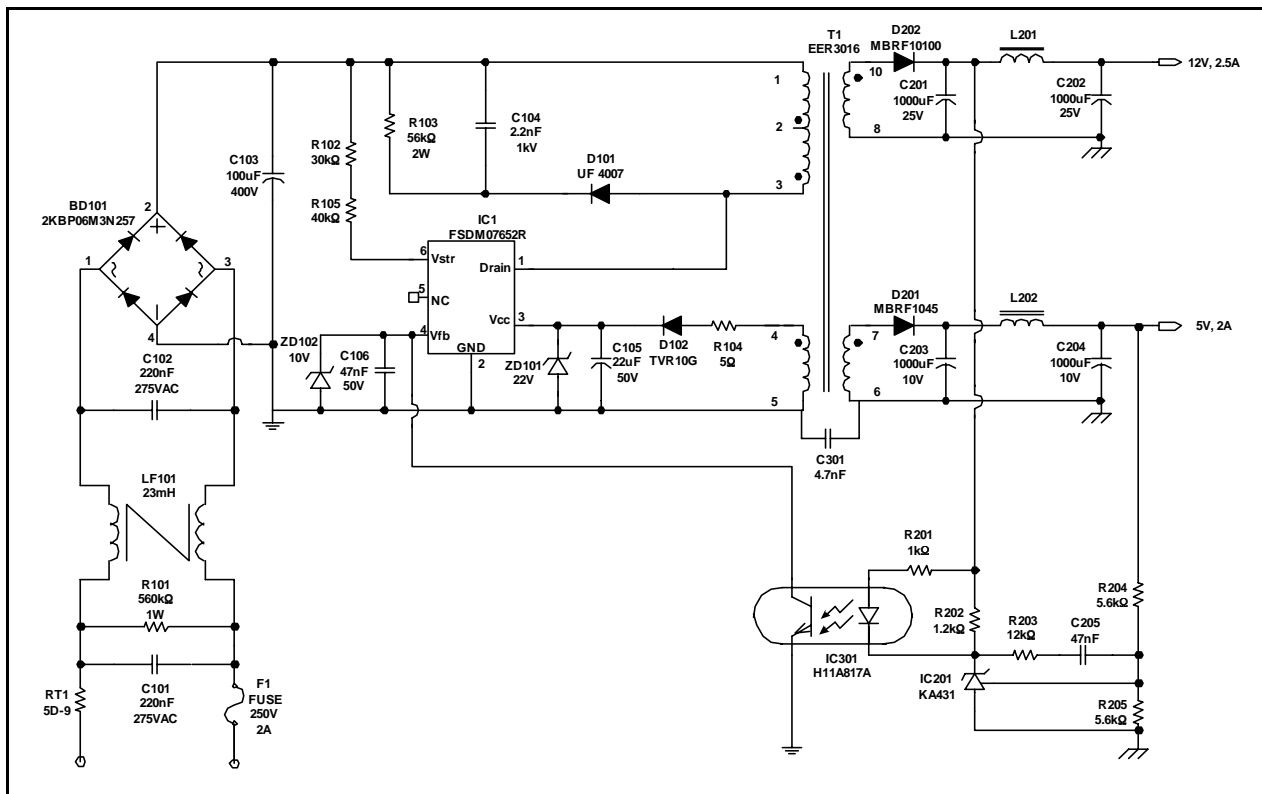 T1
EER3016
D202
MBRF10100
L201
1
10
12V, 2.5A
C201
1000uF
25V
C202
1000uF
25V
2
8
3
C103
100uF
400V
R102
30kΩ
R103
56kΩ
2W
C104
2.2nF
1kV
D101
UF 4007
R105
40kΩ
BD101
2KBP06M3N257
2
1
3
4
IC1
FSDM07652R
6
Vstr
Drain
1
5
NC
Vcc
3
4
Vfb
GND
2
ZD102
10V
C106
47nF
50V
ZD101
22V
C105
22uF
50V
D102
TVR10G
R104
5Ω
4
5
7
6
D201
MBRF1045
L202
5V, 2A
C203
1000uF
10V
C204
1000uF
10V
C301
4.7nF
C102
220nF
275VAC
LF101
23mH
R101
560kΩ
1W
C101
220nF
275VAC
RT1
5D-9
F1
FUSE
250V
2A
R201
1kΩ
R202
1.2kΩ
R203
12kΩ
C205
47nF
R204
5.6kΩ
IC301
H11A817A
IC201
KA431
R205
5.6kΩ